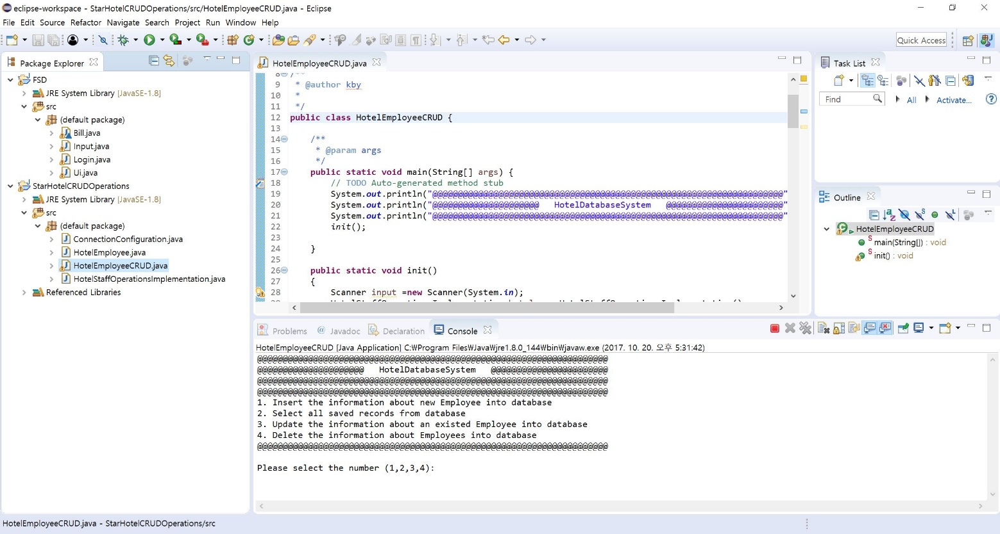 eclipse-workspace - StarHotelCRUDOperations/src/HotelEmployeeCRUD.java - Eclipse
File Edit Source Refactor Navigate Search Project Run Window Help
Quick Access
Package Explorer
FSD
JRE System Library [JavaSE-1.8]
src
(default package)
Bill.java
Input.java
Login.java
Ui.java
StarHotelCRUDOperations
JRE System Library [JavaSE-1.8]
src
(default package)
ConnectionConfiguration.java
HotelEmployee.java
HotelEmployeeCRUD.java
HotelStaffOperationsImplementation.java
Referenced Libraries
HotelEmployeeCRUD.java
8 /**
9 * @author kby
10 *
11 */
12 public class HotelEmployeeCRUD {
13
14 /**
15 * @param args
16 */
17 public static void main(String[] args) {
18 // TODO Auto-generated method stub
19 System.out.println("@@@@@@@@@@@@@@@@@@@@@@@@@@@@@@@@@@@@@@@@@@@@@@@@@@@@@@@@@@@@@@@@@@@@@"
20 System.out.println("@@@@@@@@@@@@@@@@@@@@@   HotelDatabaseSystem   @@@@@@@@@@@@@@@@@@@@@@@"
21 System.out.println("@@@@@@@@@@@@@@@@@@@@@@@@@@@@@@@@@@@@@@@@@@@@@@@@@@@@@@@@@@@@@@@@@@@@@"
22 init();
23
24 }
25
26 public static void init()
27 {
28 Scanner input =new Scanner(System.in);
Task List
Find
All
Activate...
Outline
HotelEmployeeCRUD
main(String[]) : void
init() : void
Problems @ Javadoc Declaration Console
HotelEmployeeCRUD [Java Application] C:₩Program Files₩Java₩jre1.8.0_144₩bin₩javaw.exe (2017. 10. 20. 오후 5:31:42)
@@@@@@@@@@@@@@@@@@@@@@@@@@@@@@@@@@@@@@@@@@@@@@@@@@@@@@@@@@@@@@@@@@@@@
@@@@@@@@@@@@@@@@@@@@@   HotelDatabaseSystem   @@@@@@@@@@@@@@@@@@@@@@@
@@@@@@@@@@@@@@@@@@@@@@@@@@@@@@@@@@@@@@@@@@@@@@@@@@@@@@@@@@@@@@@@@@@@@
@@@@@@@@@@@@@@@@@@@@@@@@@@@@@@@@@@@@@@@@@@@@@@@@@@@@@@@@@@@@@@@@@@@@@
1. Insert the information about new Employee into database
2. Select all saved records from database
3. Update the information about an existed Employee into database
4. Delete the information about Employees into database
@@@@@@@@@@@@@@@@@@@@@@@@@@@@@@@@@@@@@@@@@@@@@@@@@@@@@@@@@@@@@@@@@@@@@
Please select the number (1,2,3,4):
HotelEmployeeCRUD.java - StarHotelCRUDOperations/src